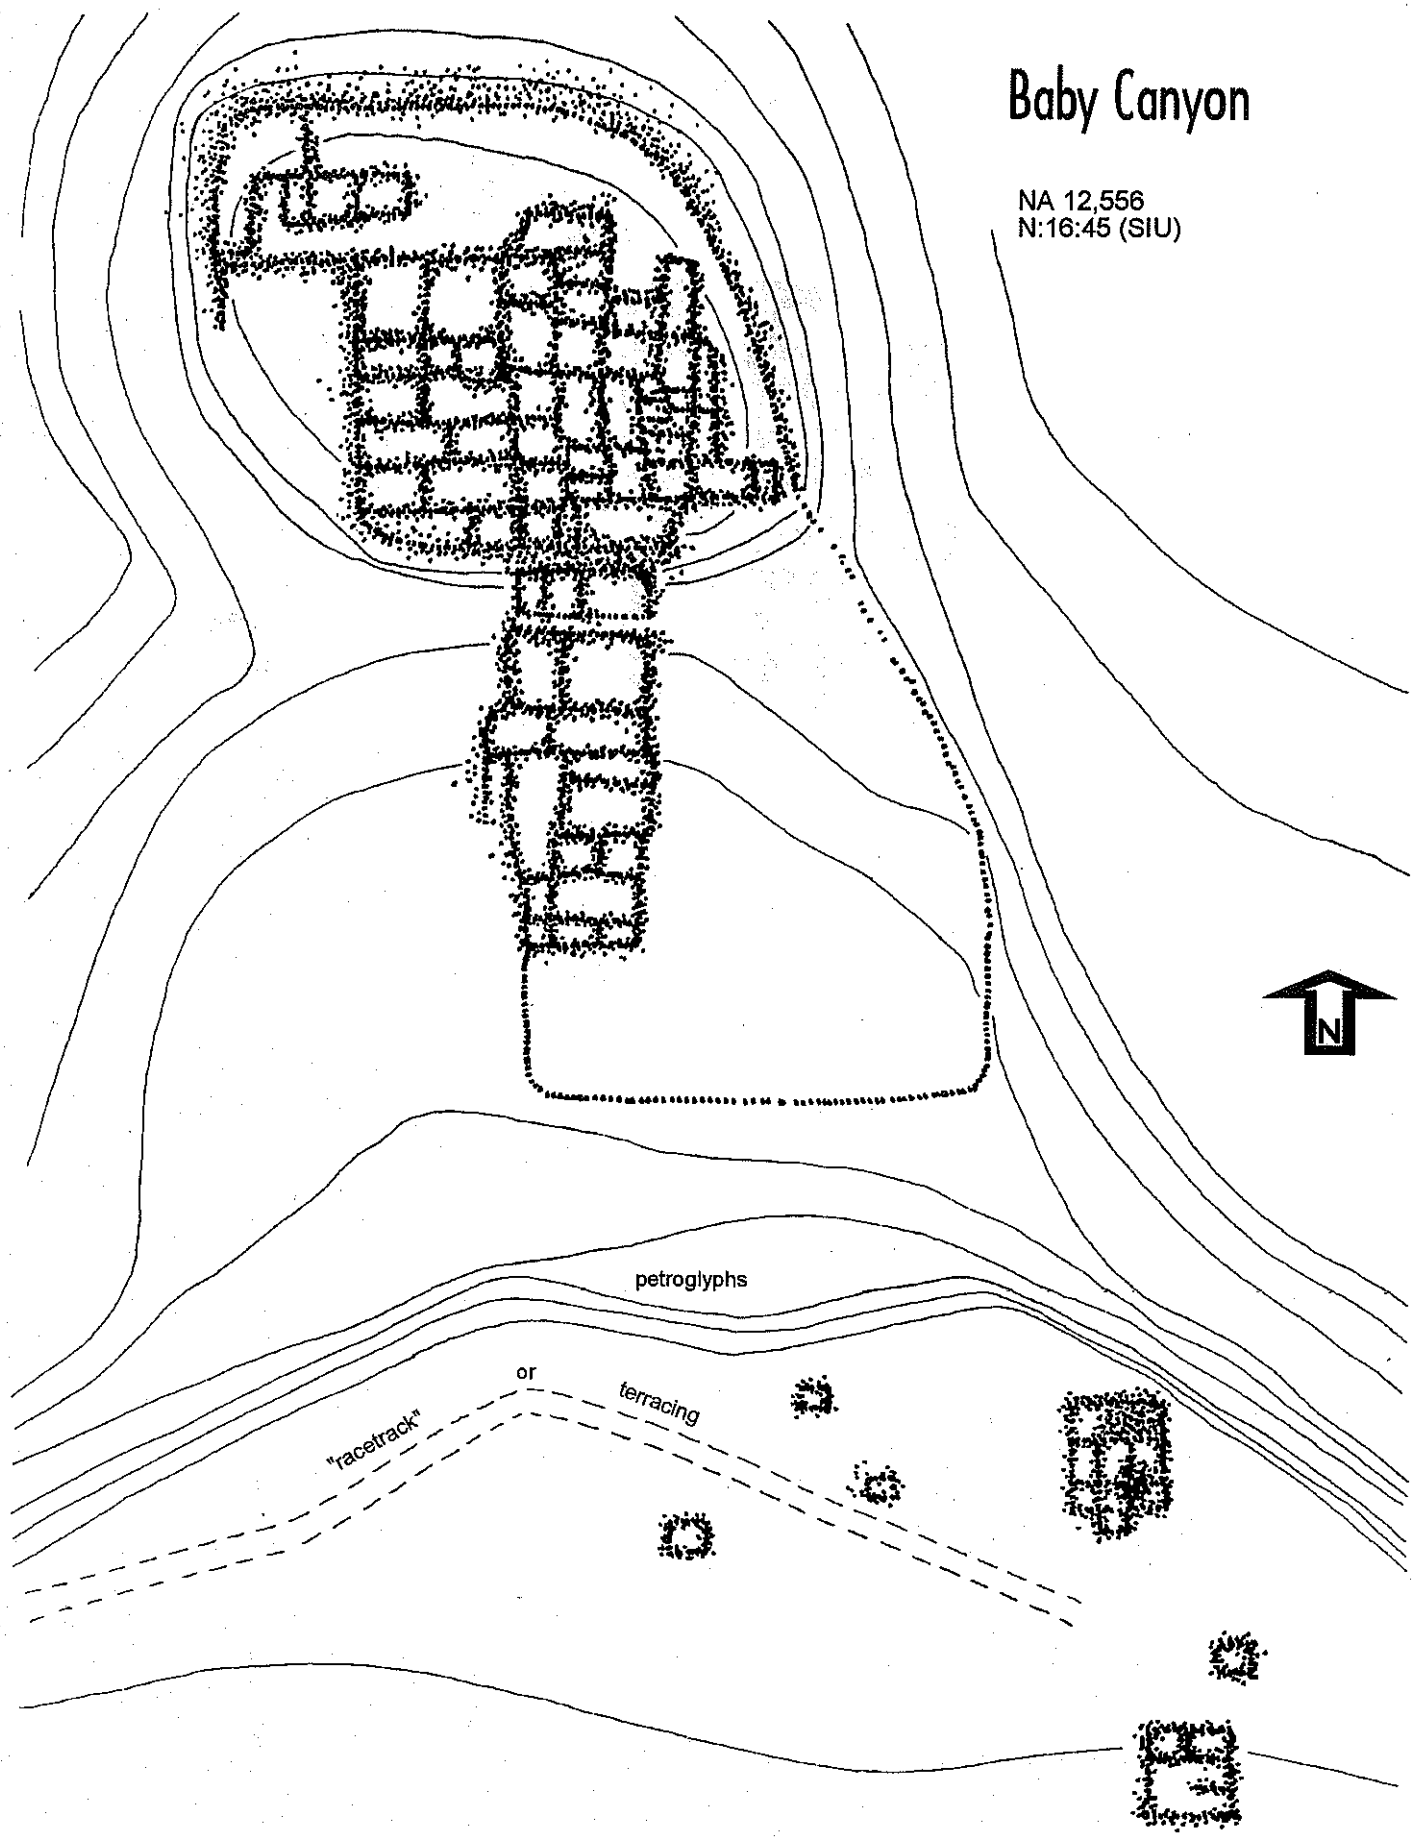 Baby Canyon
NA 12,556
N:16:45 (SIU)
N
petroglyphs
"racetrack"
or
terracing